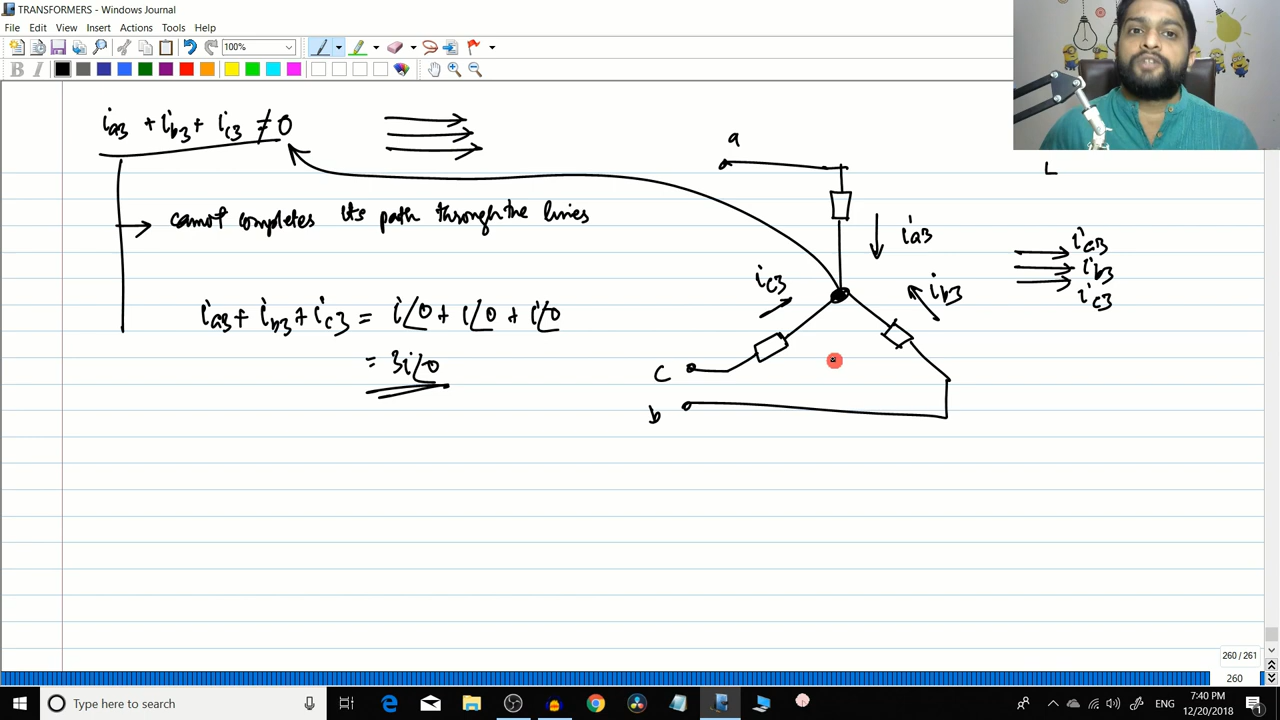 TRANSFORMERS - Windows Journal
File Edit View Insert Actions Tools Help
100%
B I
ia3 + ib3 + ic3 ≠ 0
a
L
cannot completes its path through the lines
ia3
ia3
ib3
ic3
ic3
ib3
ia3 + ib3 + ic3 = i∠0 + i∠0 + i∠0
= 3i∠0
c
b
260 / 261
260
Type here to search
7:40 PM
ENG
12/20/2018
1